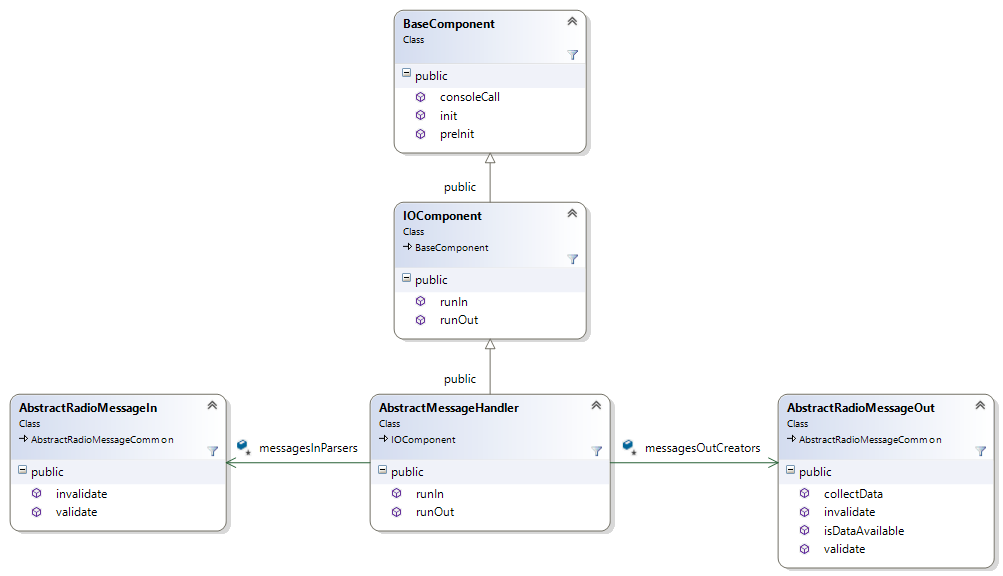 BaseComponent
Class
public
consoleCall
init
preInit
public
IOComponent
Class
BaseComponent
public
runIn
runOut
public
AbstractRadioMessageIn
Class
AbstractRadioMessageCommon
public
invalidate
validate
messagesInParsers
AbstractMessageHandler
Class
IOComponent
public
runIn
runOut
messagesOutCreators
AbstractRadioMessageOut
Class
AbstractRadioMessageCommon
public
collectData
invalidate
isDataAvailable
validate